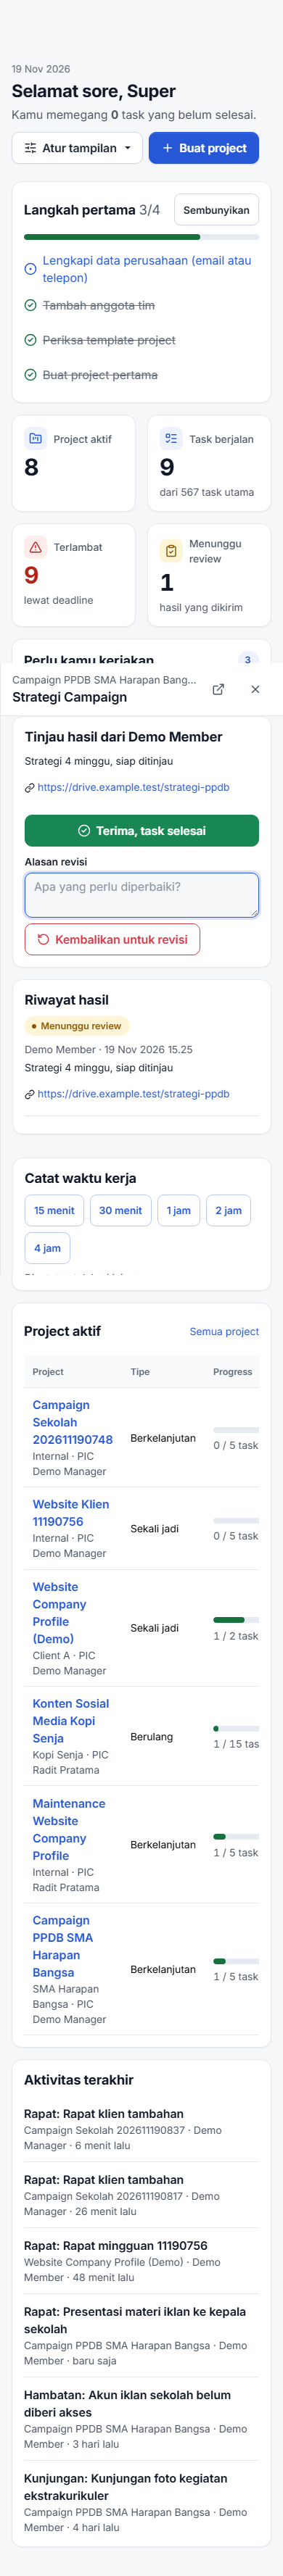 19 Nov 2026
Selamat sore, Super
Kamu memegang 0 task yang belum selesai.
Atur tampilan
Buat project
Langkah pertama 3/4
Sembunyikan
Lengkapi data perusahaan (email atau
telepon)
Tambah anggota tim
Periksa template project
Buat project pertama
Project aktif
8
Task berjalan
9
dari 567 task utama
Terlambat
9
lewat deadline
Menunggu
review
1
hasil yang dikirim
Perlu kamu kerjakan
3
Campaign PPDB SMA Harapan Bang...
Strategi Campaign
Tinjau hasil dari Demo Member
Strategi 4 minggu, siap ditinjau
https://drive.example.test/strategi-ppdb
Terima, task selesai
Alasan revisi
Apa yang perlu diperbaiki?
Kembalikan untuk revisi
Riwayat hasil
Menunggu review
Demo Member · 19 Nov 2026 15.25
Strategi 4 minggu, siap ditinjau
https://drive.example.test/strategi-ppdb
Catat waktu kerja
15 menit
30 menit
1 jam
2 jam
4 jam
Project aktif
Semua project
Project
Tipe
Progress
Campaign
Sekolah
202611190748
Internal · PIC
Demo Manager
Berkelanjutan
0 / 5 task
Website Klien
11190756
Internal · PIC
Demo Manager
Sekali jadi
0 / 5 task
Website
Company
Profile
(Demo)
Client A · PIC
Demo Manager
Sekali jadi
1 / 2 task
Konten Sosial
Media Kopi
Senja
Kopi Senja · PIC
Radit Pratama
Berulang
1 / 15 tas
Maintenance
Website
Company
Profile
Internal · PIC
Radit Pratama
Berkelanjutan
1 / 5 task
Campaign
PPDB SMA
Harapan
Bangsa
SMA Harapan
Bangsa · PIC
Demo Manager
Berkelanjutan
1 / 5 task
Aktivitas terakhir
Rapat: Rapat klien tambahan
Campaign Sekolah 202611190837 · Demo
Manager · 6 menit lalu
Rapat: Rapat klien tambahan
Campaign Sekolah 202611190817 · Demo
Manager · 26 menit lalu
Rapat: Rapat mingguan 11190756
Website Company Profile (Demo) · Demo
Member · 48 menit lalu
Rapat: Presentasi materi iklan ke kepala
sekolah
Campaign PPDB SMA Harapan Bangsa · Demo
Member · baru saja
Hambatan: Akun iklan sekolah belum
diberi akses
Campaign PPDB SMA Harapan Bangsa · Demo
Member · 3 hari lalu
Kunjungan: Kunjungan foto kegiatan
ekstrakurikuler
Campaign PPDB SMA Harapan Bangsa · Demo
Member · 4 hari lalu